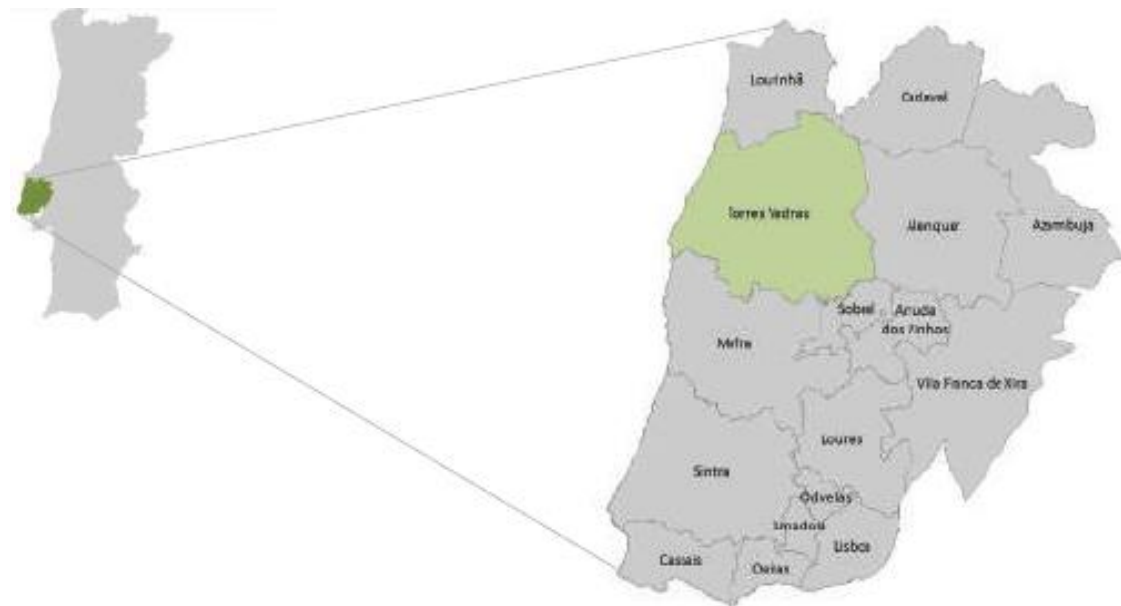 Lourinhã
Cadaval
Torres Vedras
Alenquer
Azambuja
Sobral
Arruda
dos Vinhos
Mafra
Vila Franca de Xira
Loures
Sintra
Odivelas
Amadora
Lisboa
Cascais
Oeiras